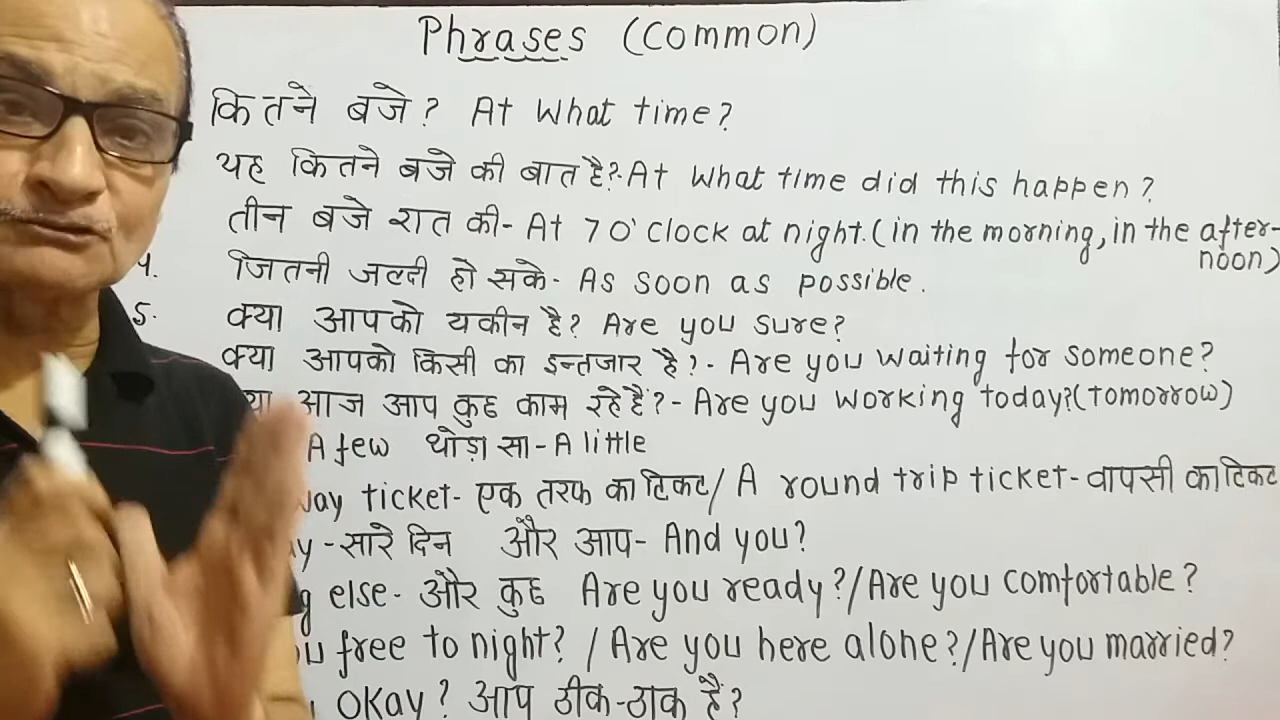 Phrases (Common)
कितने बजे? At What time?
यह कितने बजे की बात है?- At What time did this happen?
तीन बजे रात की- At 7 O'clock at night. (in the morning, in the after-
noon)
4. जितनी जल्दी हो सके- As soon as possible.
5. क्या आपको यकीन है? Are you sure?
क्या आपको किसी का इन्तजार है?- Are you waiting for someone?
आज आप कुछ काम रहे हैं?- Are you working today?(tomorrow)
A few थोड़ा सा- A little
ticket- एक तरफ का टिकट/ A round trip ticket- वापसी का टिकट
-सारे दिन और आप- And you?
else- और कुछ Are you ready?/Are you comfortable?
free to night? /Are you here alone?/Are you married?
Okay? आप ठीक-ठाक हैं?